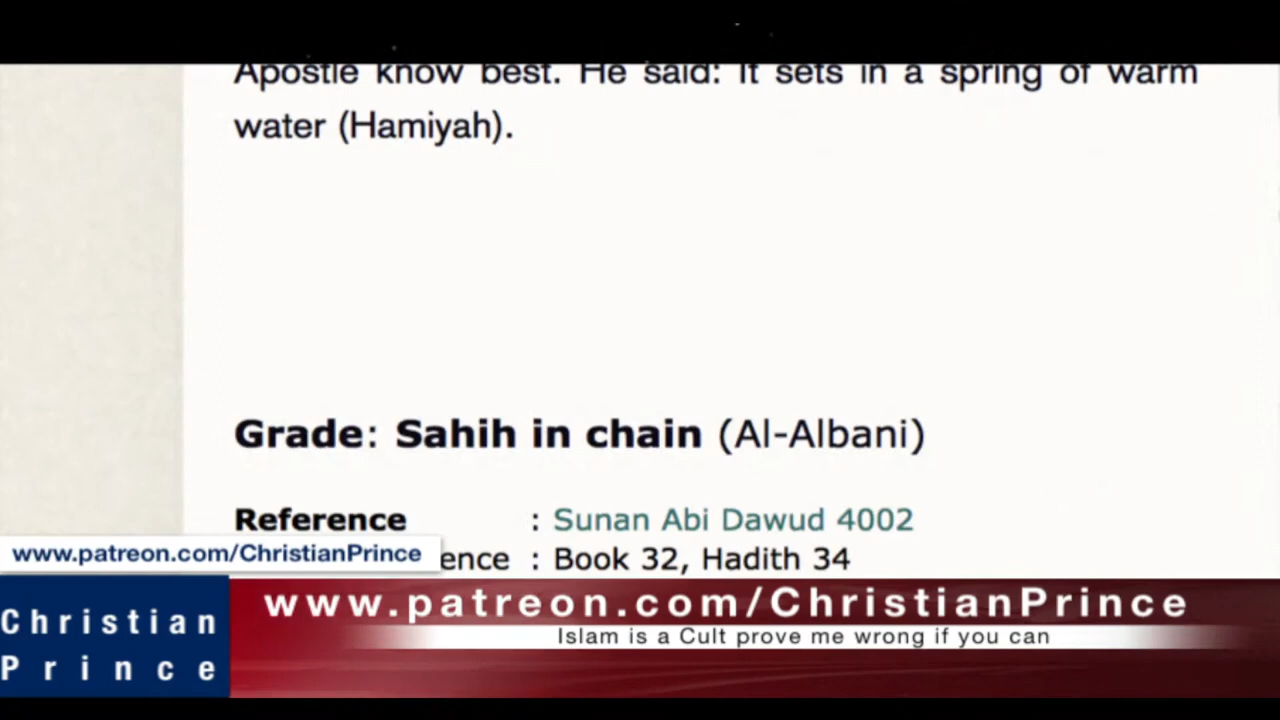 Apostle know best. He said: It sets in a spring of warm
water (Hamiyah).
Grade: Sahih in chain (Al-Albani)
Reference : Sunan Abi Dawud 4002
ence : Book 32, Hadith 34
www.patreon.com/ChristianPrince
Christian
Prince
www.patreon.com/ChristianPrince
Islam is a Cult prove me wrong if you can